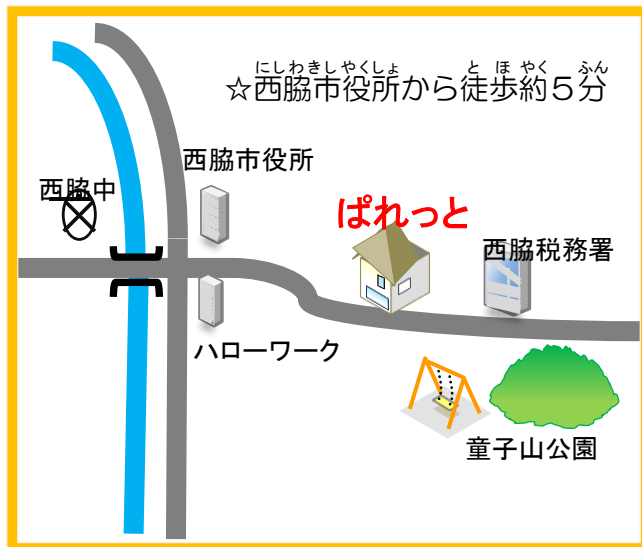 にしわきしやくしょ とほやく ふん
☆西脇市役所から徒歩約５分
西脇市役所
西脇中
ぱれっと
西脇税務署
ハローワーク
童子山公園